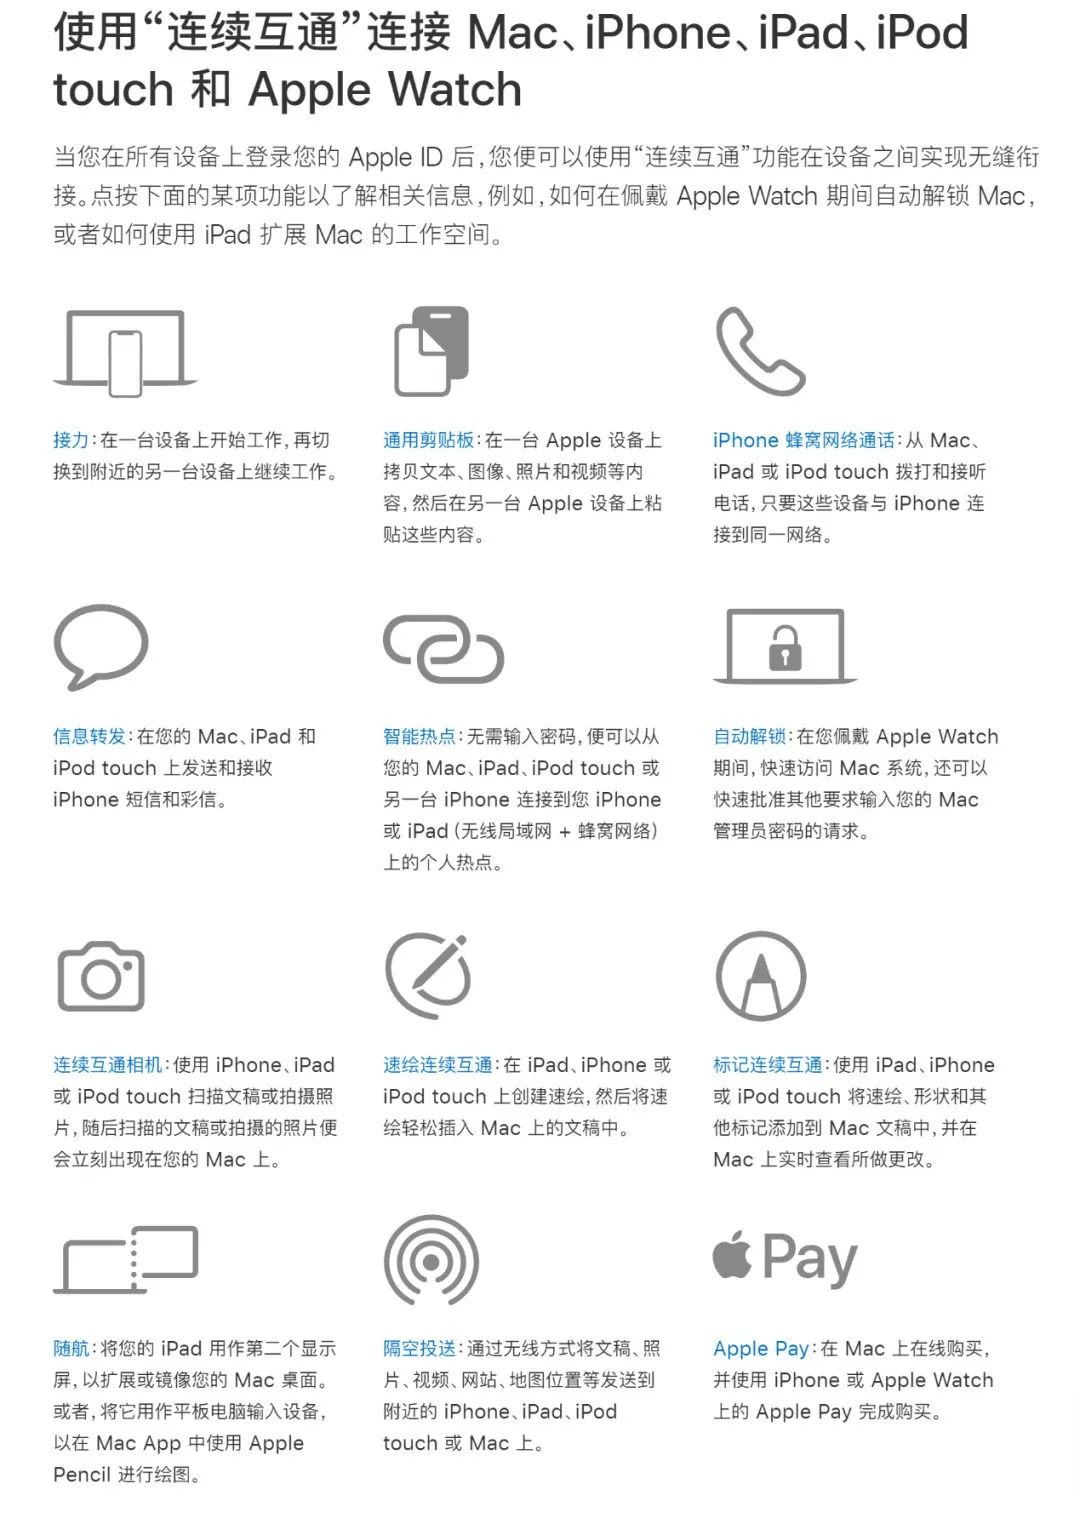 使用“连续互通”连接 Mac、iPhone、iPad、iPod
touch 和 Apple Watch
当您在所有设备上登录您的 Apple ID 后，您便可以使用“连续互通”功能在设备之间实现无缝衔
接。点按下面的某项功能以了解相关信息，例如，如何在佩戴 Apple Watch 期间自动解锁 Mac，
或者如何使用 iPad 扩展 Mac 的工作空间。
接力：在一台设备上开始工作，再切
换到附近的另一台设备上继续工作。
通用剪贴板：在一台 Apple 设备上
拷贝文本、图像、照片和视频等内
容，然后在另一台 Apple 设备上粘
贴这些内容。
iPhone 蜂窝网络通话：从 Mac、
iPad 或 iPod touch 拨打和接听
电话，只要这些设备与 iPhone 连
接到同一网络。
信息转发：在您的 Mac、iPad 和
iPod touch 上发送和接收
iPhone 短信和彩信。
智能热点：无需输入密码，便可以从
您的 Mac、iPad、iPod touch 或
另一台 iPhone 连接到您 iPhone
或 iPad（无线局域网 + 蜂窝网络）
上的个人热点。
自动解锁：在您佩戴 Apple Watch
期间，快速访问 Mac 系统，还可以
快速批准其他要求输入您的 Mac
管理员密码的请求。
连续互通相机：使用 iPhone、iPad
或 iPod touch 扫描文稿或拍摄照
片，随后扫描的文稿或拍摄的照片便
会立刻出现在您的 Mac 上。
速绘连续互通：在 iPad、iPhone 或
iPod touch 上创建速绘，然后将速
绘轻松插入 Mac 上的文稿中。
标记连续互通：使用 iPad、iPhone
或 iPod touch 将速绘、形状和其
他标记添加到 Mac 文稿中，并在
Mac 上实时查看所做更改。
Pay
随航：将您的 iPad 用作第二个显示
屏，以扩展或镜像您的 Mac 桌面。
或者，将它用作平板电脑输入设备，
以在 Mac App 中使用 Apple
Pencil 进行绘图。
隔空投送：通过无线方式将文稿、照
片、视频、网站、地图位置等发送到
附近的 iPhone、iPad、iPod
touch 或 Mac 上。
Apple Pay：在 Mac 上在线购买，
并使用 iPhone 或 Apple Watch
上的 Apple Pay 完成购买。